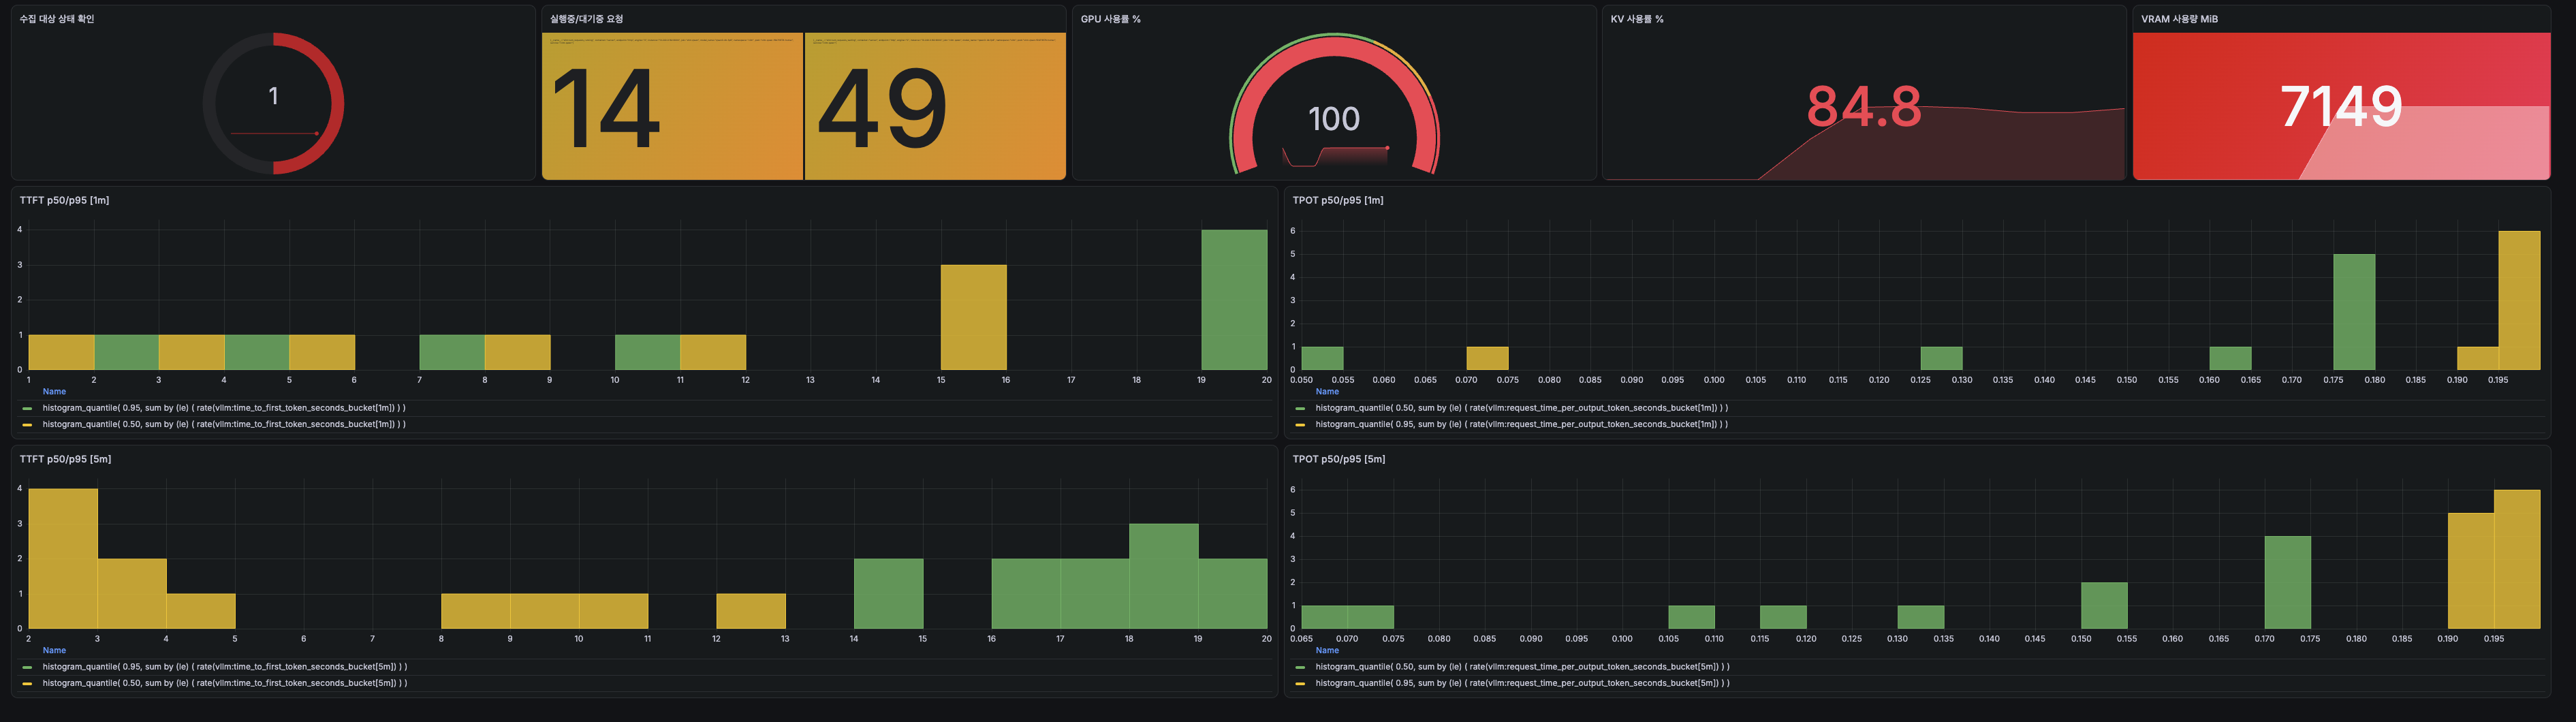 수집 대상 상태 확인
실행중/대기중 요청
GPU 사용률 %
KV 사용률 %
VRAM 사용량 MiB
1
14
49
100
84.8
7149
TTFT p50/p95 [1m]
4
3
2
1
0
1 2 3 4 5 6 7 8 9 10 11 12 13 14 15 16 17 18 19 20
Name
histogram_quantile( 0.95, sum by (le) ( rate(vllm:time_to_first_token_seconds_bucket[1m]) ) )
histogram_quantile( 0.50, sum by (le) ( rate(vllm:time_to_first_token_seconds_bucket[1m]) ) )
TPOT p50/p95 [1m]
6
5
4
3
2
1
0
0.050 0.055 0.060 0.065 0.070 0.075 0.080 0.085 0.090 0.095 0.100 0.105 0.110 0.115 0.120 0.125 0.130 0.135 0.140 0.145 0.150 0.155 0.160 0.165 0.170 0.175 0.180 0.185 0.190 0.195
Name
histogram_quantile( 0.50, sum by (le) ( rate(vllm:request_time_per_output_token_seconds_bucket[1m]) ) )
histogram_quantile( 0.95, sum by (le) ( rate(vllm:request_time_per_output_token_seconds_bucket[1m]) ) )
TTFT p50/p95 [5m]
4
3
2
1
0
2 3 4 5 6 7 8 9 10 11 12 13 14 15 16 17 18 19 20
Name
histogram_quantile( 0.95, sum by (le) ( rate(vllm:time_to_first_token_seconds_bucket[5m]) ) )
histogram_quantile( 0.50, sum by (le) ( rate(vllm:time_to_first_token_seconds_bucket[5m]) ) )
TPOT p50/p95 [5m]
6
5
4
3
2
1
0
0.065 0.070 0.075 0.080 0.085 0.090 0.095 0.100 0.105 0.110 0.115 0.120 0.125 0.130 0.135 0.140 0.145 0.150 0.155 0.160 0.165 0.170 0.175 0.180 0.185 0.190 0.195
Name
histogram_quantile( 0.50, sum by (le) ( rate(vllm:request_time_per_output_token_seconds_bucket[5m]) ) )
histogram_quantile( 0.95, sum by (le) ( rate(vllm:request_time_per_output_token_seconds_bucket[5m]) ) )